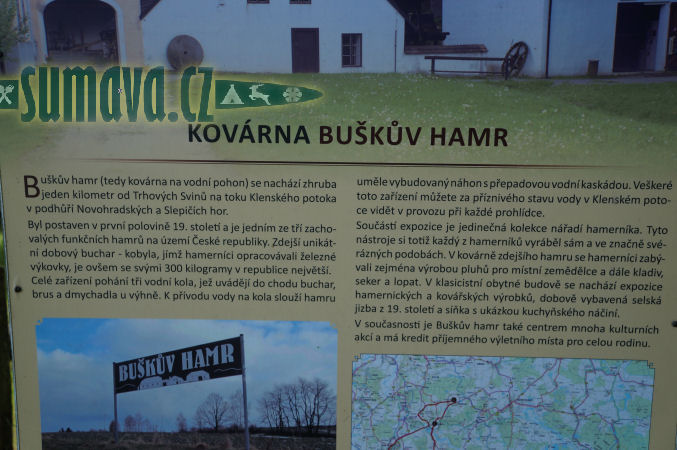 sumava.cz
KOVÁRNA BUŠKŮV HAMR
Buškův hamr (tedy kovárna na vodní pohon) se nachází zhruba
jeden kilometr od Trhových Svinů na toku Klenského potoka
v podhůří Novohradských a Slepičích hor.
Byl postaven v první polovině 19. století a je jedním ze tří zacho-
valých funkčních hamrů na území České republiky. Zdejší unikát-
ní dobový buchar - kobyla, jímž hamerníci opracovávali železné
výkovky, je ovšem se svými 300 kilogramy v republice největší.
Celé zařízení pohání tři vodní kola, jež uvádějí do chodu buchar,
brus a dmychadla u výhně. K přívodu vody na kola slouží hamru
uměle vybudovaný náhon s přepadovou vodní kaskádou. Veškeré
toto zařízení můžete za příznivého stavu vody v Klenském poto-
ce vidět v provozu při každé prohlídce.
Součástí expozice je jedinečná kolekce nářadí hamerníka. Tyto
nástroje si totiž každý z hamerníků vyráběl sám a ve značně své-
rázných podobách. V kovárně zdejšího hamru se hamerníci zabý-
vali zejména výrobou pluhů pro místní zemědělce a dále kladiv,
seker a lopat. V klasicistní obytné budově se nachází expozice
hamernických a kovářských výrobků, dobově vybavená selská
jizba z 19. století a síňka s ukázkou kuchyňského náčiní.
V současnosti je Buškův hamr také centrem mnoha kulturních
akcí a má kredit příjemného výletního místa pro celou rodinu.
BUŠKŮV HAMR